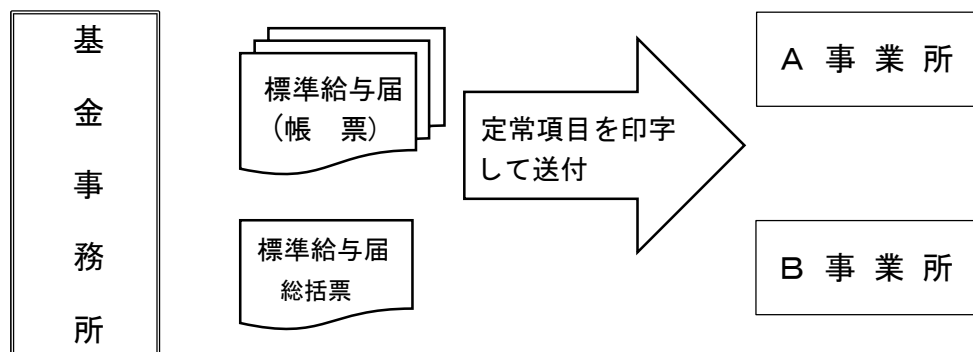 基金事務所
標準給与届
（帳　票）
標準給与届
総括票
定常項目を印字
して送付
Ａ 事 業 所
Ｂ 事 業 所